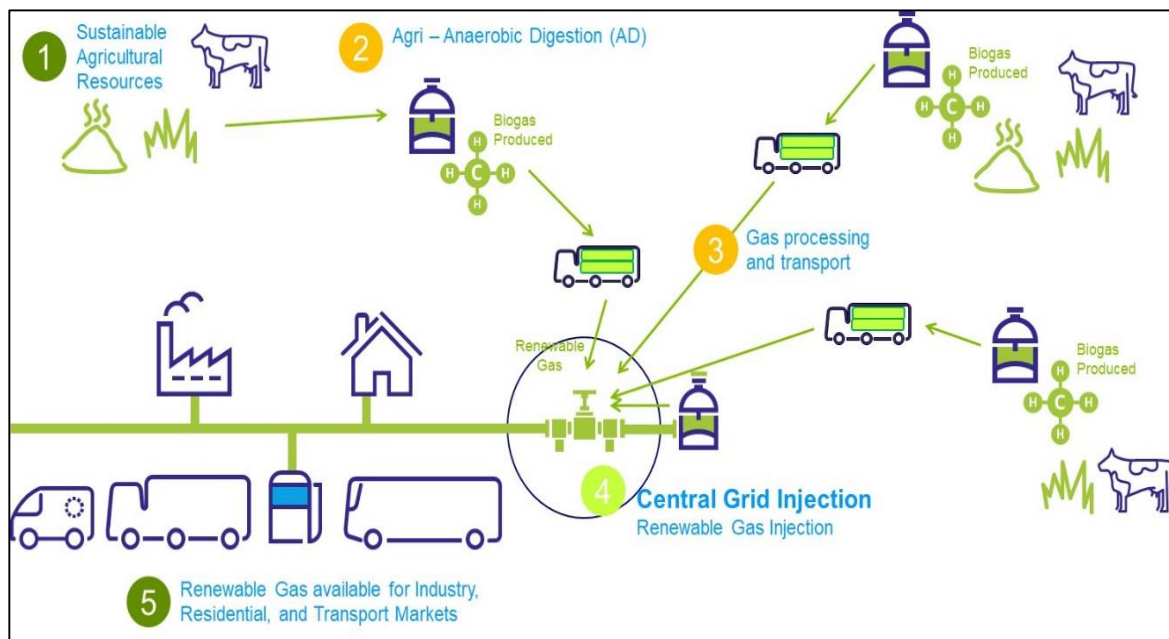 1
Sustainable
Agricultural
Resources
2
Agri – Anaerobic Digestion (AD)
Biogas
Produced
H
H C H
H
Biogas
Produced
H
H C H
H
3
Gas processing
and transport
Renewable
Gas
Biogas
Produced
H
H C H
H
4
Central Grid Injection
Renewable Gas Injection
5
Renewable Gas available for Industry,
Residential, and Transport Markets